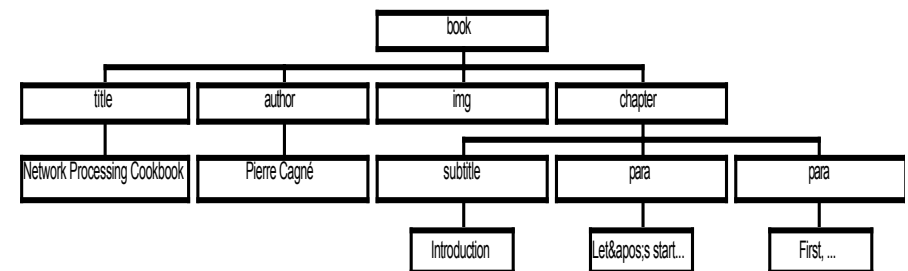 book
title
author
img
chapter
Network Processing Cookbook
Pierre Cagné
subtitle
para
para
Introduction
Let&apos;s start...
First, ...